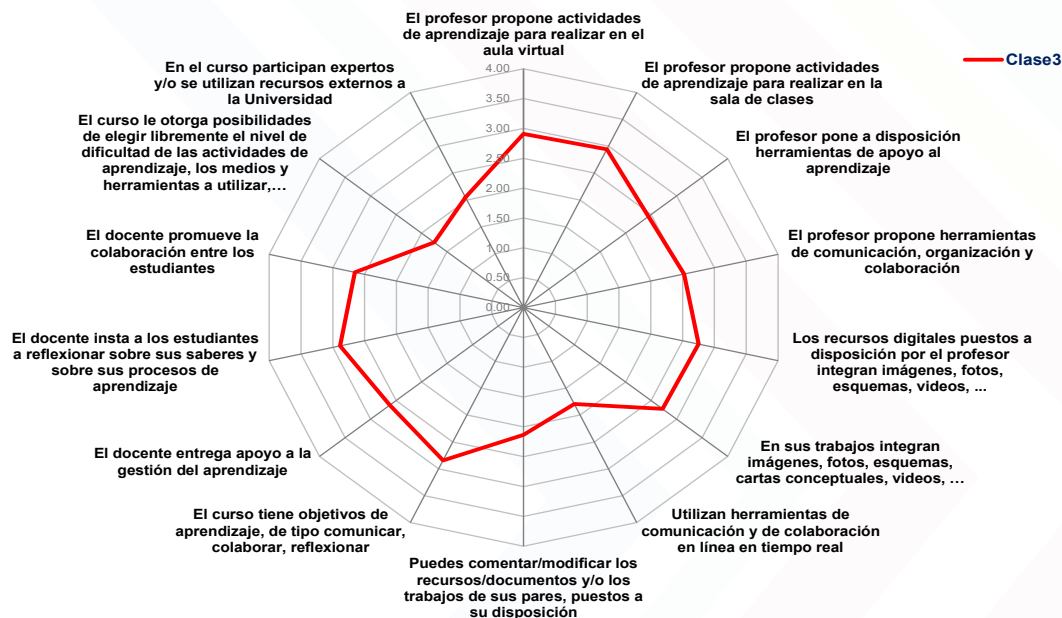 El profesor propone actividades
de aprendizaje para realizar en el
aula virtual
Clase3
El profesor propone actividades
de aprendizaje para realizar en la
sala de clases
El profesor pone a disposición
herramientas de apoyo al
aprendizaje
El profesor propone herramientas
de comunicación, organización y
colaboración
Los recursos digitales puestos a
disposición por el profesor
integran imágenes, fotos,
esquemas, videos, ...
En sus trabajos integran
imágenes, fotos, esquemas,
cartas conceptuales, videos, …
Utilizan herramientas de
comunicación y de colaboración
en línea en tiempo real
Puedes comentar/modificar los
recursos/documentos y/o los
trabajos de sus pares, puestos a
su disposición
El curso tiene objetivos de
aprendizaje, de tipo comunicar,
colaborar, reflexionar
El docente entrega apoyo a la
gestión del aprendizaje
El docente insta a los estudiantes
a reflexionar sobre sus saberes y
sobre sus procesos de
aprendizaje
El docente promueve la
colaboración entre los
estudiantes
El curso le otorga posibilidades
de elegir libremente el nivel de
dificultad de las actividades de
aprendizaje, los medios y
herramientas a utilizar,…
En el curso participan expertos
y/o se utilizan recursos externos a
la Universidad
4.00
3.50
3.00
2.50
2.00
1.50
1.00
0.50
0.00